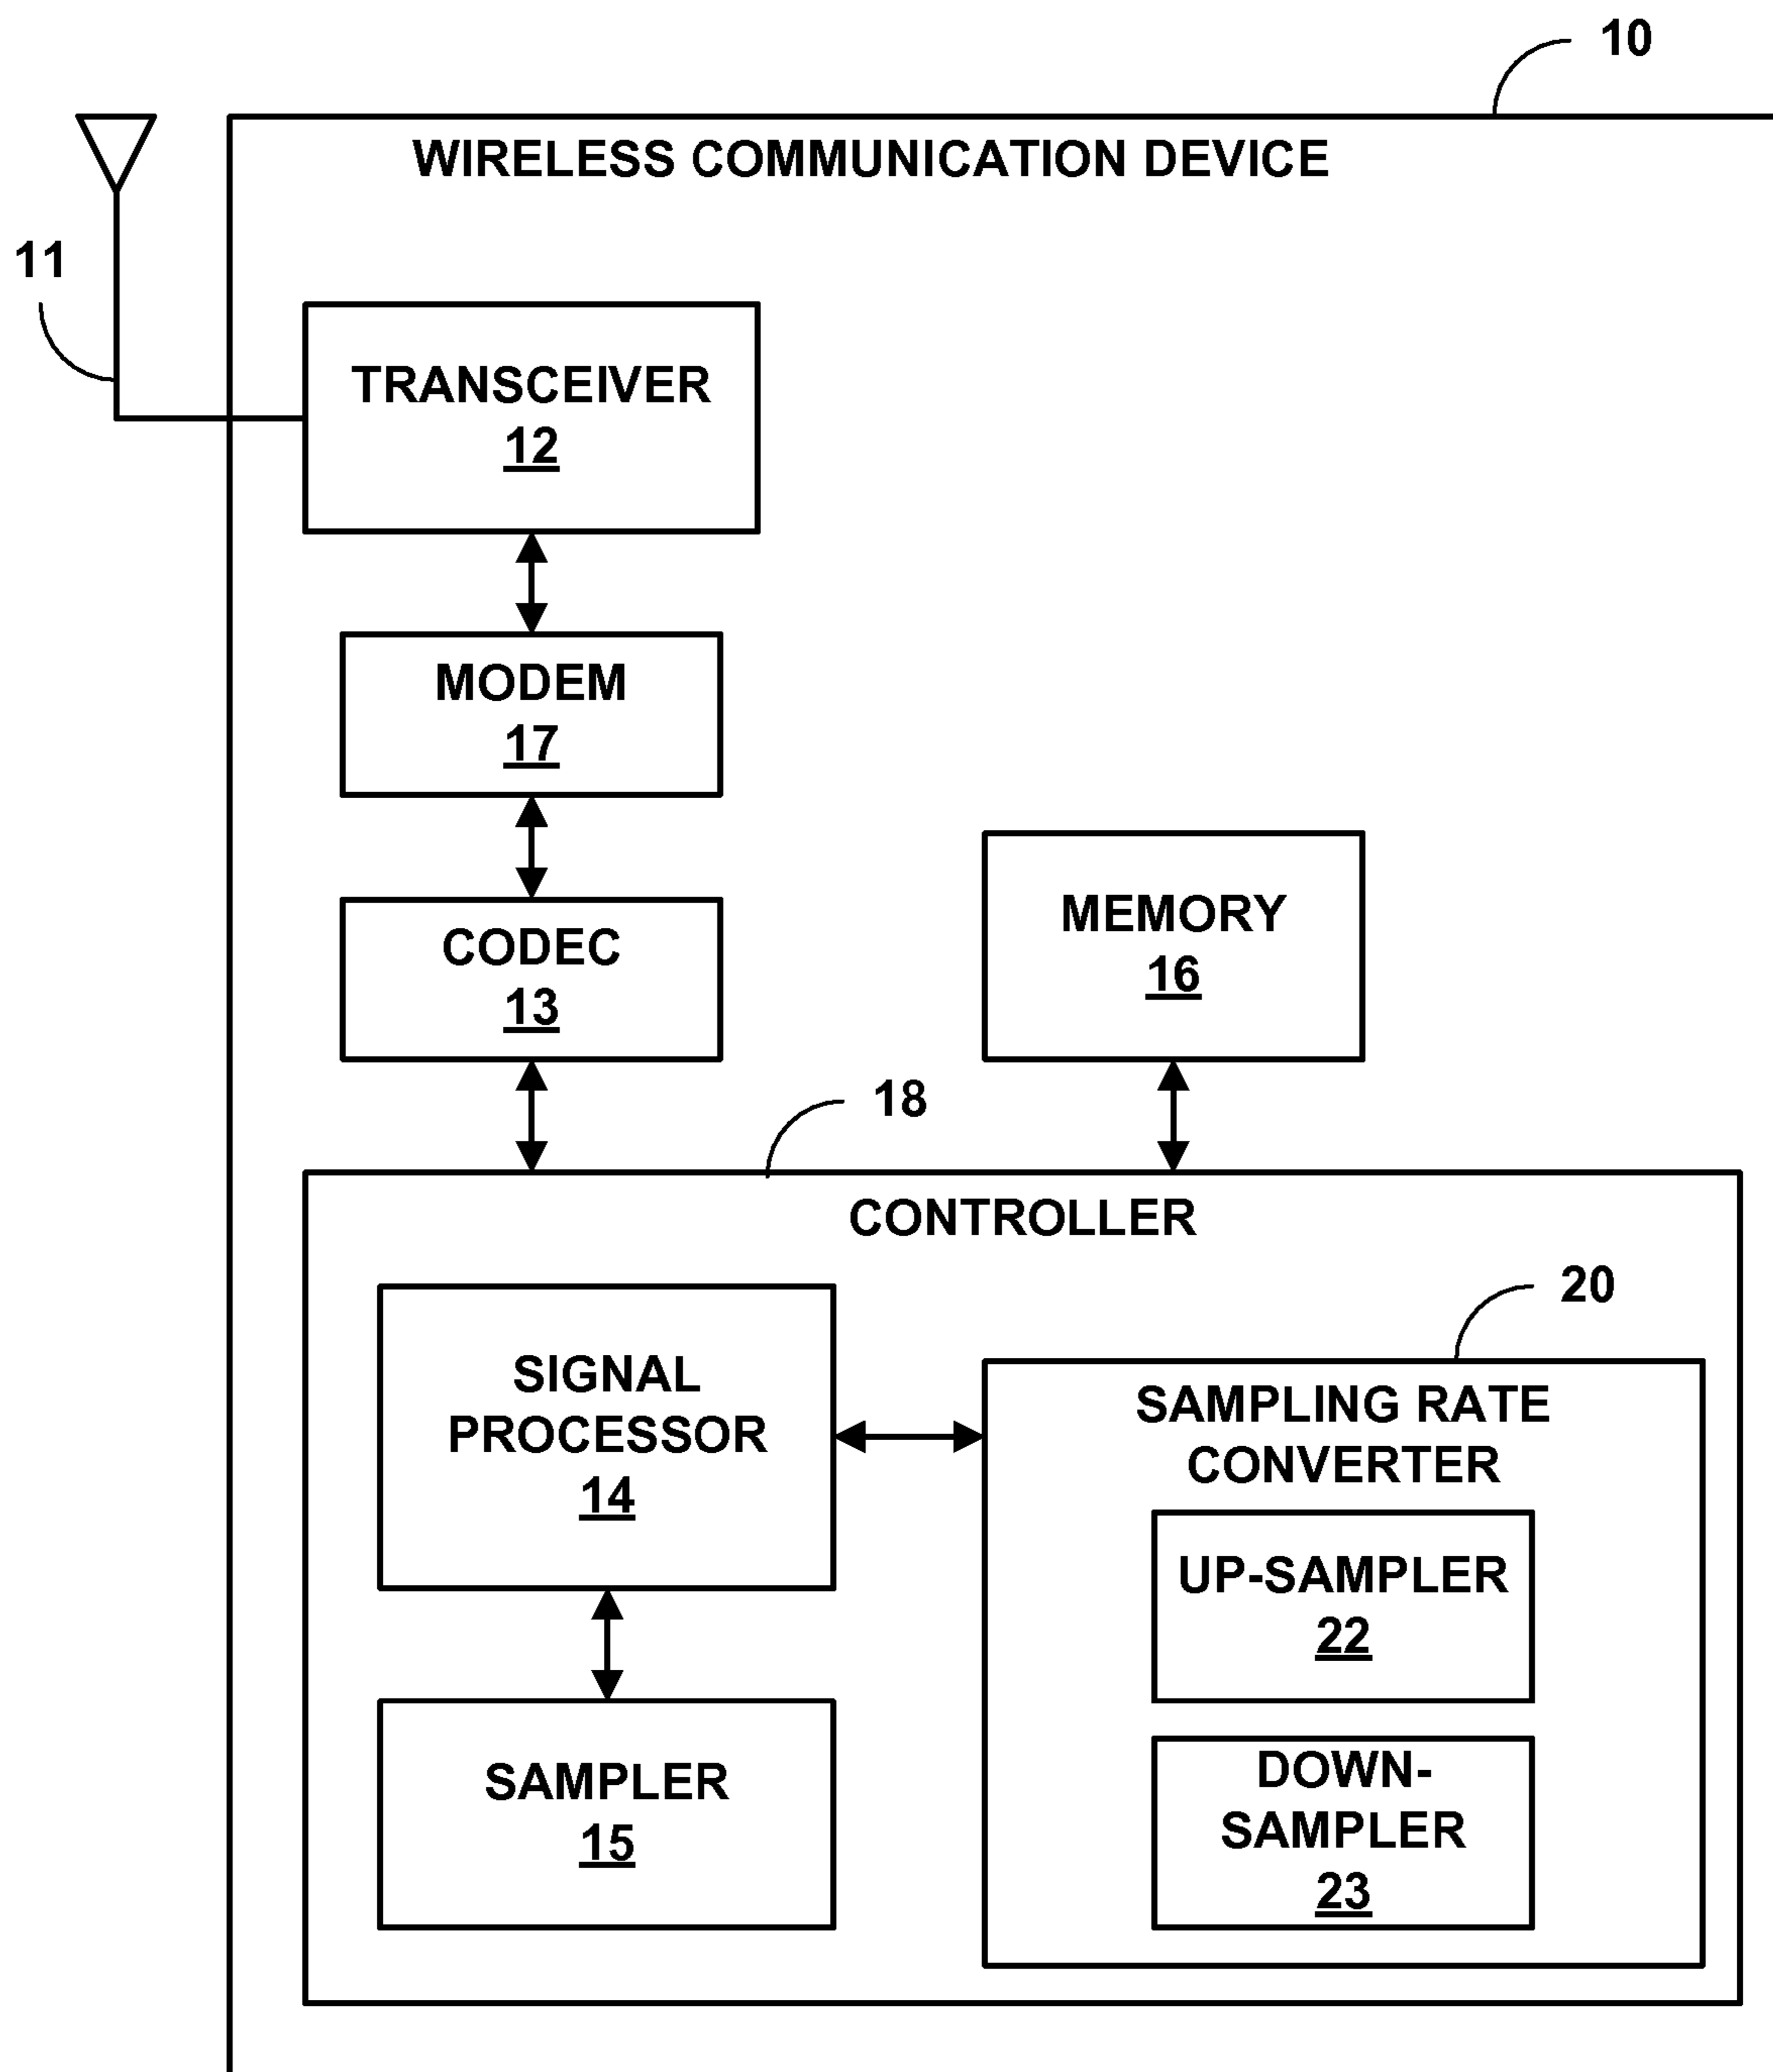 10
WIRELESS COMMUNICATION DEVICE
11
TRANSCEIVER
12
MODEM
17
CODEC
13
MEMORY
16
18
CONTROLLER
20
SIGNAL
PROCESSOR
14
SAMPLING RATE
CONVERTER
UP-SAMPLER
22
SAMPLER
15
DOWN-
SAMPLER
23